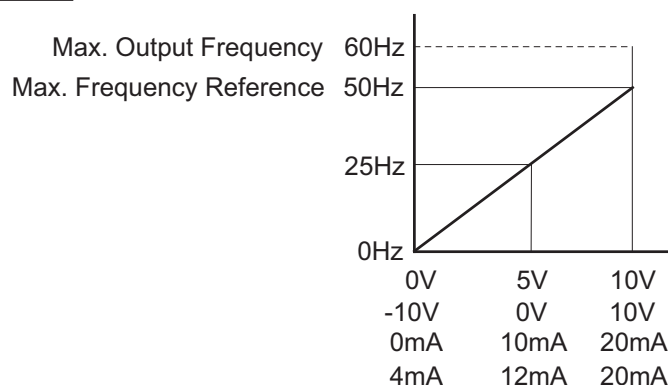 Max. Output Frequency 60Hz
Max. Frequency Reference 50Hz
25Hz
0Hz
0V 5V 10V
-10V 0V 10V
0mA 10mA 20mA
4mA 12mA 20mA